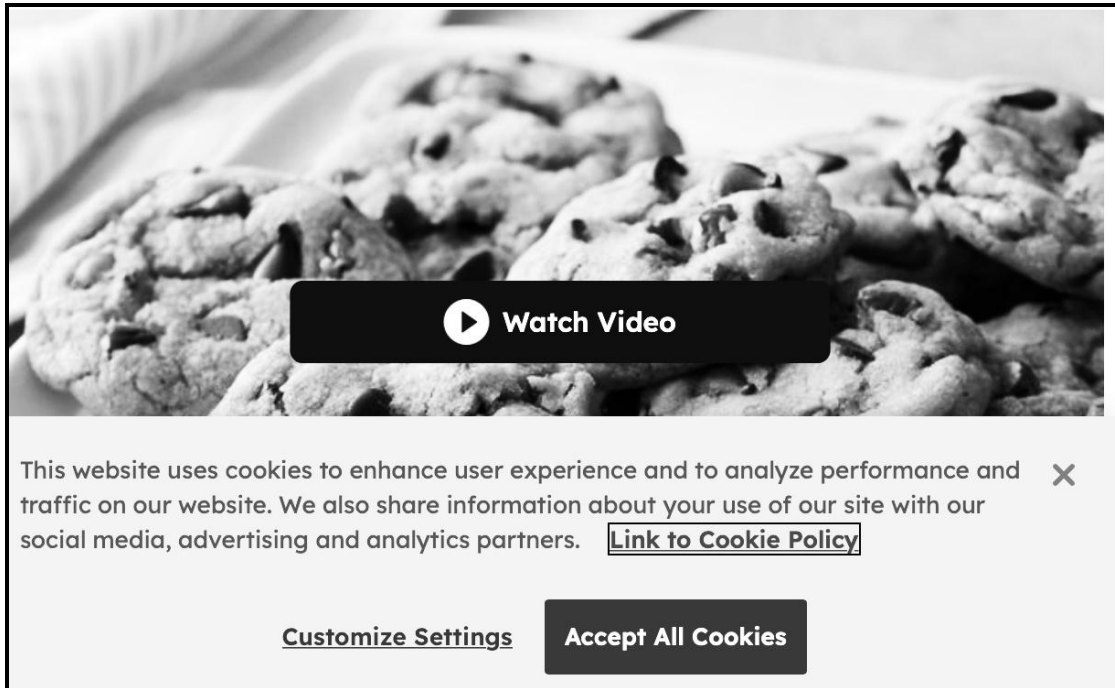 Watch Video
This website uses cookies to enhance user experience and to analyze performance and
traffic on our website. We also share information about your use of our site with our
social media, advertising and analytics partners. Link to Cookie Policy
Customize Settings Accept All Cookies